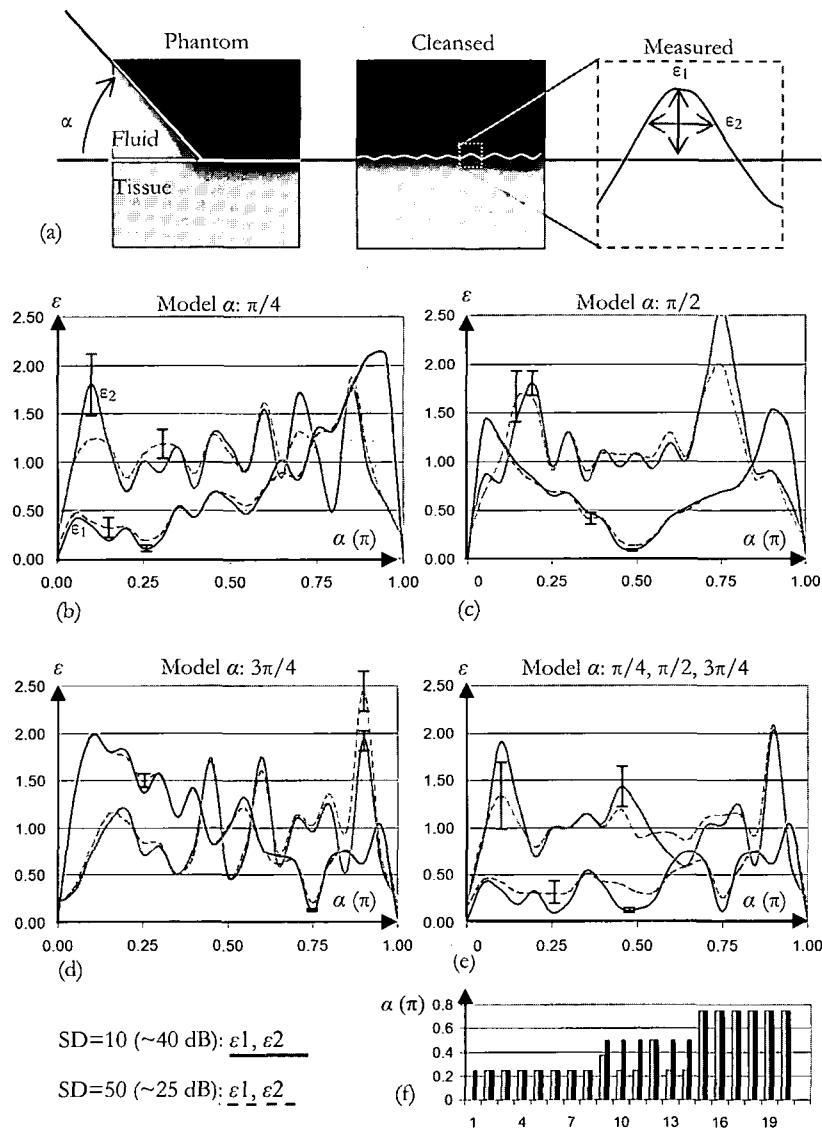 Phantom Cleansed Measured
ε1
ε2
α
Fluid
Tissue
(a)
ε Model α: π/4
2.50
2.00
1.50
1.00
0.50
0.00
ε2
ε1
α (π)
0.00 0.25 0.50 0.75 1.00
(b)
ε Model α: π/2
2.50
2.00
1.50
1.00
0.50
0.00
α (π)
0 0.25 0.50 0.75 1.00
(c)
ε Model α: 3π/4
2.50
2.00
1.50
1.00
0.50
0.00
α (π)
0.00 0.25 0.50 0.75 1.00
(d)
ε Model α: π/4, π/2, 3π/4
2.50
2.00
1.50
1.00
0.50
0.00
α (π)
0 0.25 0.50 0.75 1.00
(e)
SD=10 (~40 dB): ε1, ε2
SD=50 (~25 dB): ε1, ε2
α (π)
0.8
0.6
0.4
0.2
0
(f)
1 4 7 10 13 16 19